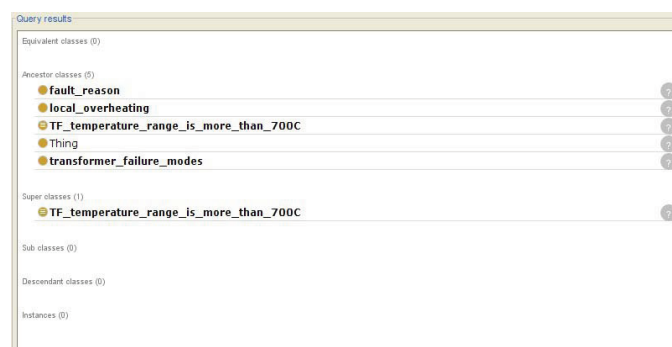 Query results
Equivalent classes (0)
Ancestor classes (5)
fault_reason
?
local_overheating
?
TF_temperature_range_is_more_than_700C
?
Thing
?
transformer_failure_modes
?
Super classes (1)
TF_temperature_range_is_more_than_700C
?
Sub classes (0)
Descendant classes (0)
Instances (0)